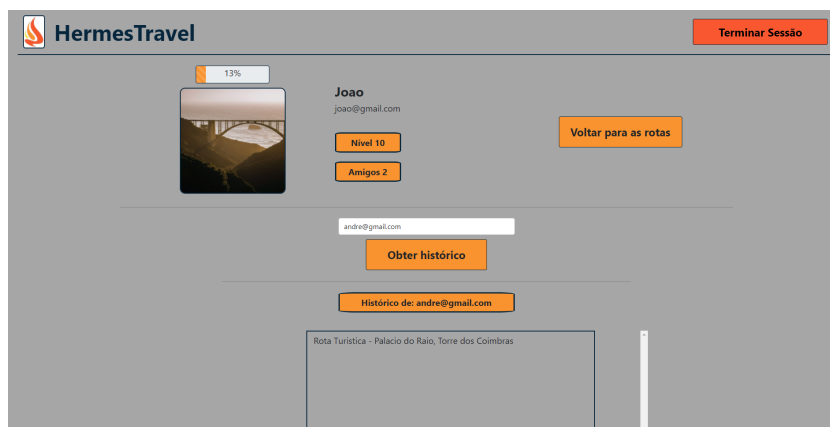 HermesTravel
Terminar Sessão
13%
Joao
joao@gmail.com
Nível 10
Amigos 2
Voltar para as rotas
andre@gmail.com
Obter histórico
Histórico de: andre@gmail.com
Rota Turística - Palacio do Raio, Torre dos Coimbras